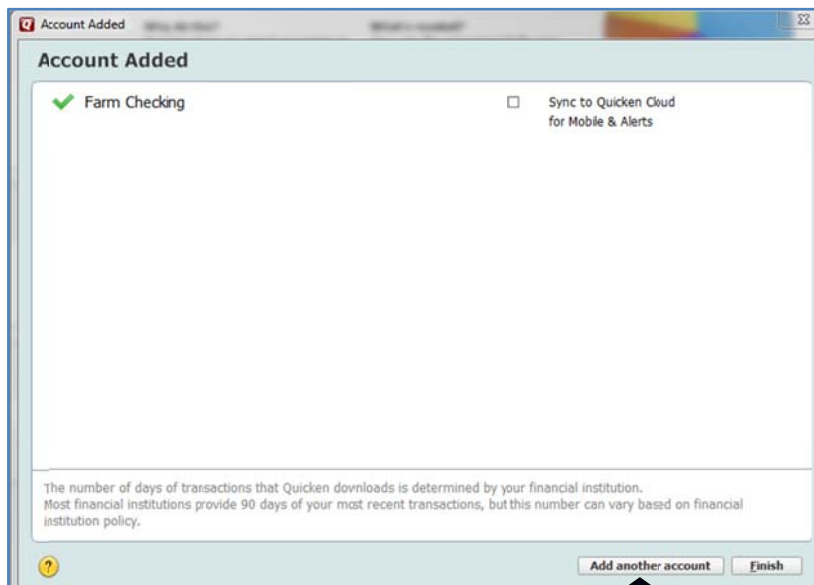 Account Added
Account Added
Farm Checking
Sync to Quicken Cloud
for Mobile & Alerts
The number of days of transactions that Quicken downloads is determined by your financial institution.
Most financial institutions provide 90 days of your most recent transactions, but this number can vary based on financial
institution policy.
?
Add another account
Finish